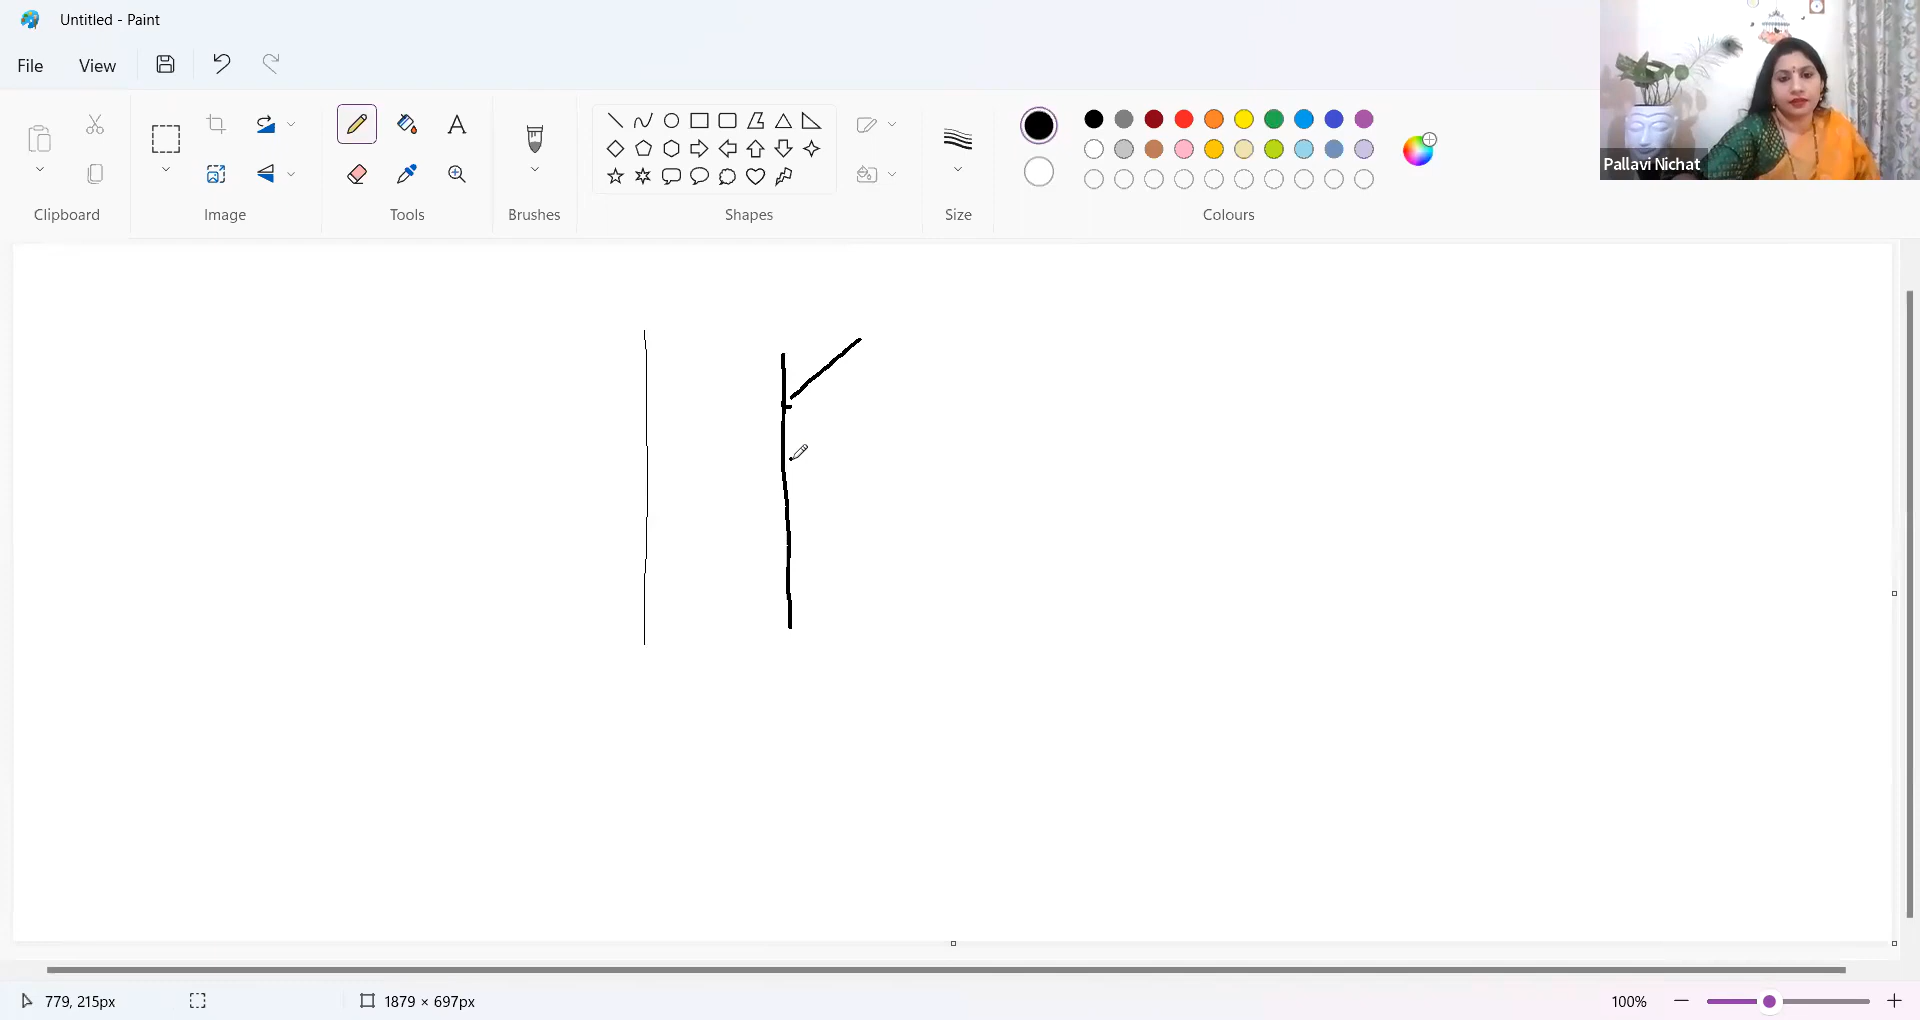 Untitled - Paint
File View
Clipboard Image Tools Brushes Shapes Size Colours
Pallavi Nichat
779, 215px 1879 × 697px 100%